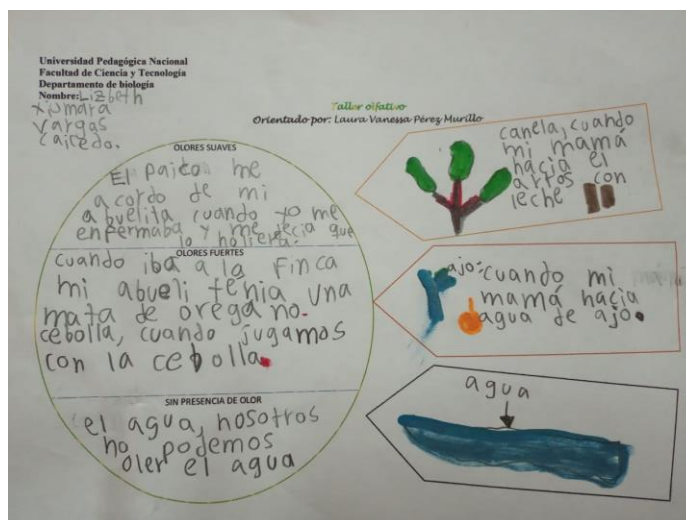 Universidad Pedagógica Nacional
Facultad de Ciencia y Tecnología
Departamento de biología
Nombre: Lizbeth
xiomara
vargas
caicedo.
Taller olfativo
Orientado por: Laura Vanessa Pérez Murillo
OLORES SUAVES
El paico me
acordo de mi
abuelita cuando yo me
enfermaba y me decia que
lo holiera.
OLORES FUERTES
cuando iba a la finca
mi abueli tenia una
mata de oregano.
cebolla, cuando jugamos
con la cebolla.
SIN PRESENCIA DE OLOR
el agua, nosotros
no podemos
oler el agua
canela, cuando
mi mamá
hacia el
arros con
leche
ajo: cuando mi
mamá hacia
agua de ajo.
agua